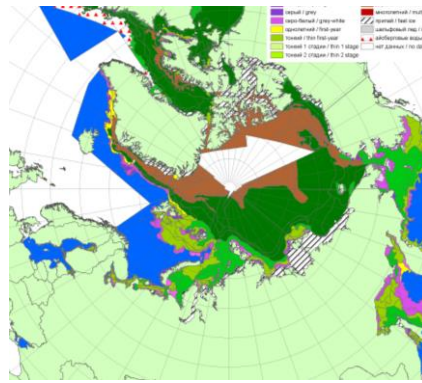 серый / grey
серо-белый / grey-white
однолетний / first-year
тонкий / thin first-year
тонкий 1 стадии / thin 1 stage
тонкий 2 стадии / thin 2 stage
многолетний / mult
припай / fast ice
шельфовый лед /
айсберговые воды
нет данных / no da